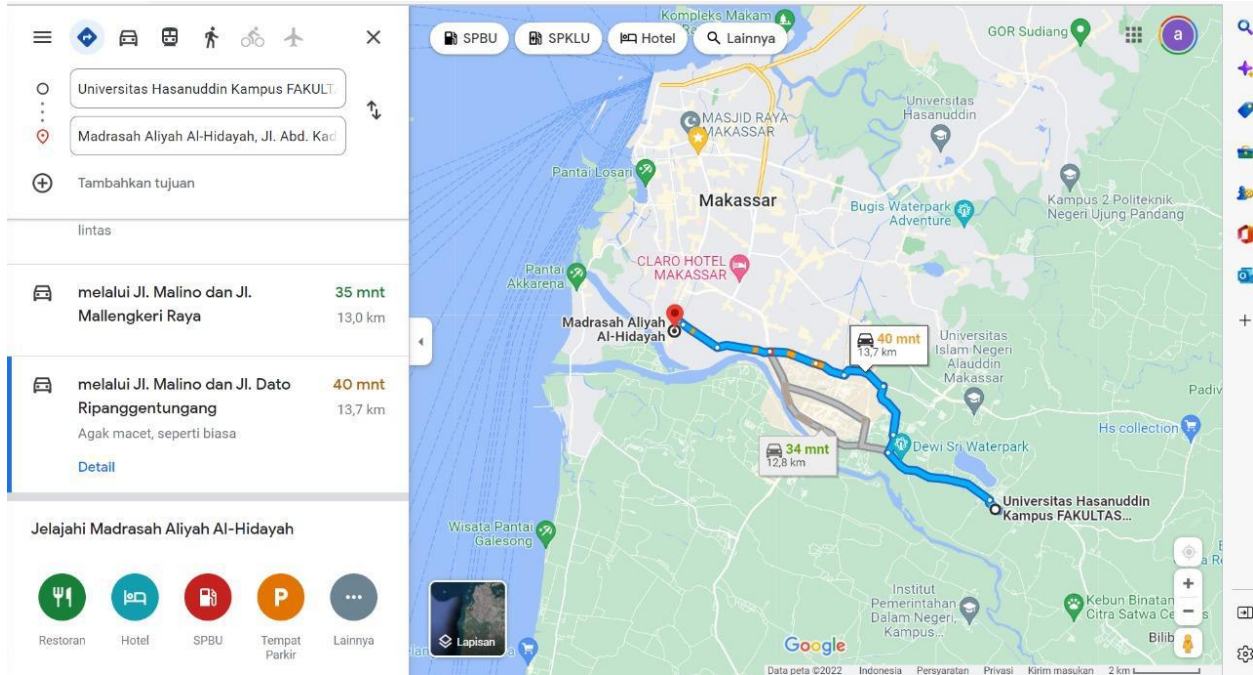 Universitas Hasanuddin Kampus FAKULT
Madrasah Aliyah Al-Hidayah, Jl. Abd. Kad
Tambahkan tujuan
lintas
melalui Jl. Malino dan Jl.
Mallengkeri Raya
35 mnt
13,0 km
melalui Jl. Malino dan Jl. Dato
Ripanggentungang
40 mnt
13,7 km
Agak macet, seperti biasa
Detail
Jelajahi Madrasah Aliyah Al-Hidayah
Restoran
Hotel
SPBU
P
Tempat
Parkir
Lainnya
SPBU
SPKLU
Hotel
Lainnya
a
Kompleks Makam
GOR Sudiang
Universitas
Hasanuddin
MASJID RAYA
MAKASSAR
Pantai Losari
Makassar
Kampus 2 Politeknik
Negeri Ujung Pandang
Bugis Waterpark
Adventure
CLARO HOTEL
MAKASSAR
Pantai
Akkarena
Madrasah Aliyah
Al-Hidayah
40 mnt
13,7 km
Universitas
Islam Negeri
Alauddin
Makassar
Padiv
Hs collection
Dewi Sri Waterpark
34 mnt
12,8 km
Universitas Hasanuddin
Kampus FAKULTAS...
Wisata Pantai
Galesong
Institut
Pemerintahan
Dalam Negeri,
Kampus...
Kebun Binatan
Citra Satwa Ce
Bilib
Lapisan
Google
Data peta ©2022
Indonesia
Persyaratan
Privasi
Kirim masukan
2 km